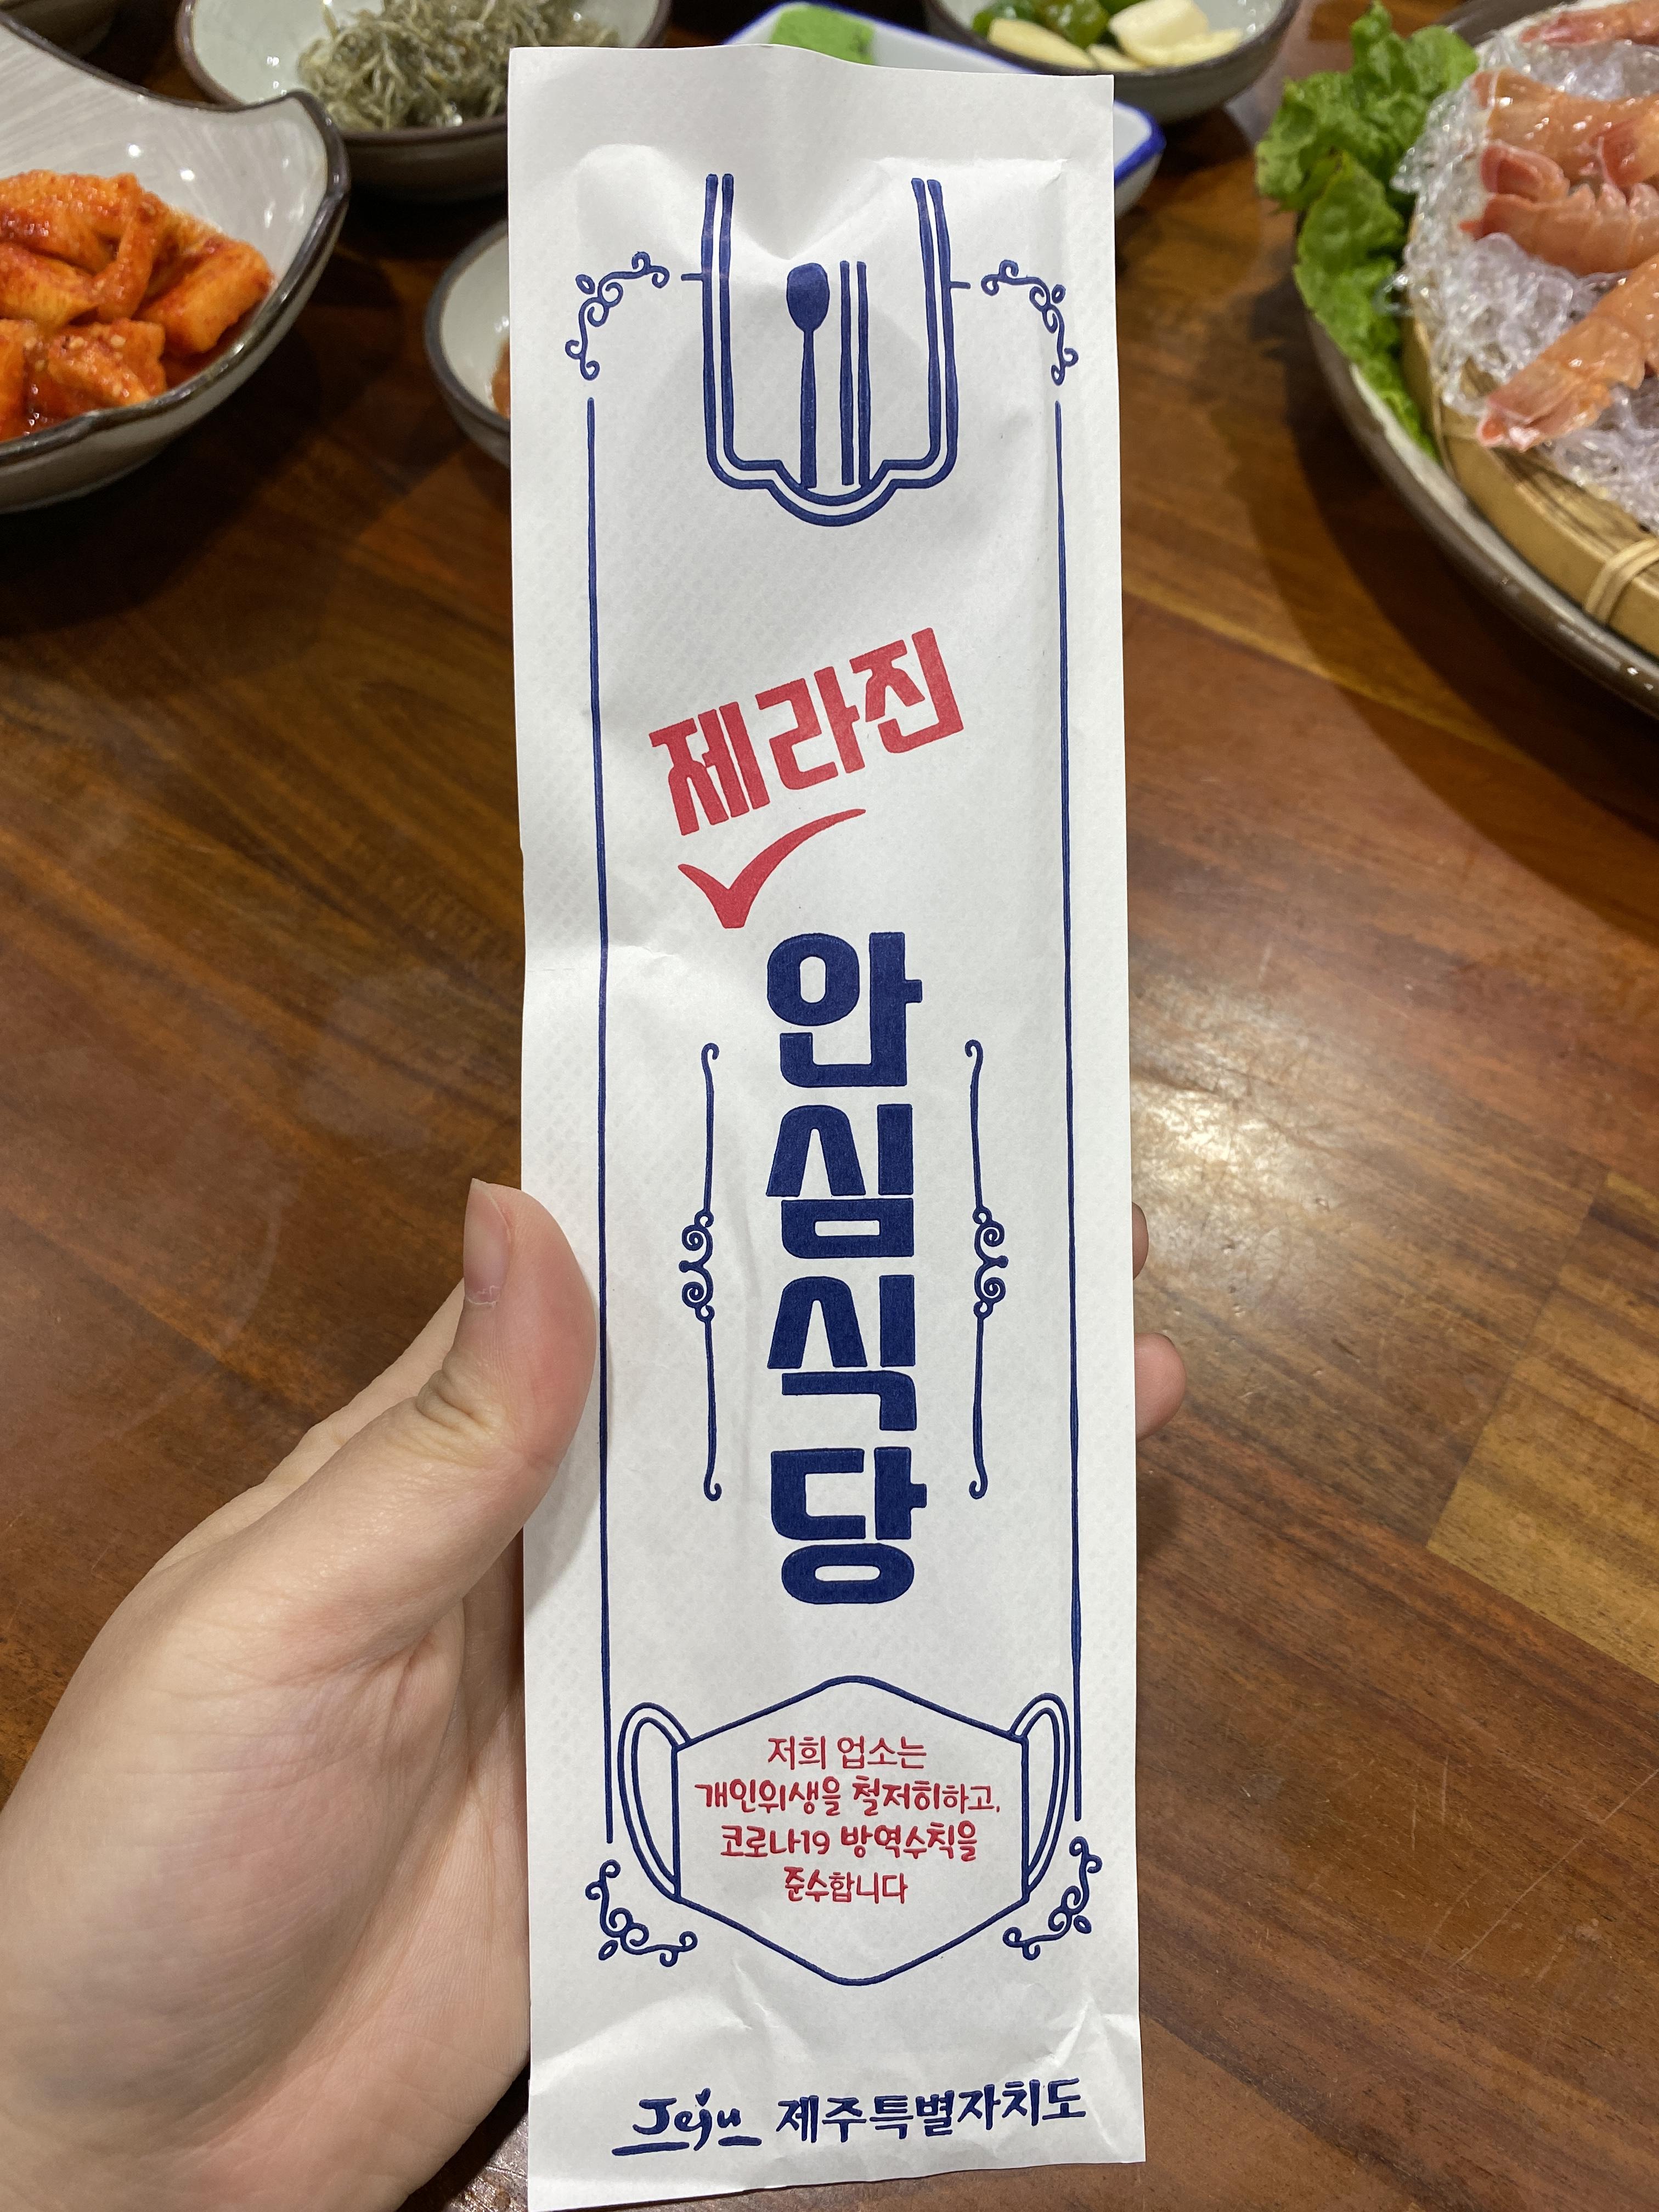 제라진
안심식당
저희 업소는
개인위생을 철저히하고,
코로나19 방역수칙을
준수합니다
Jeju 제주특별자치도